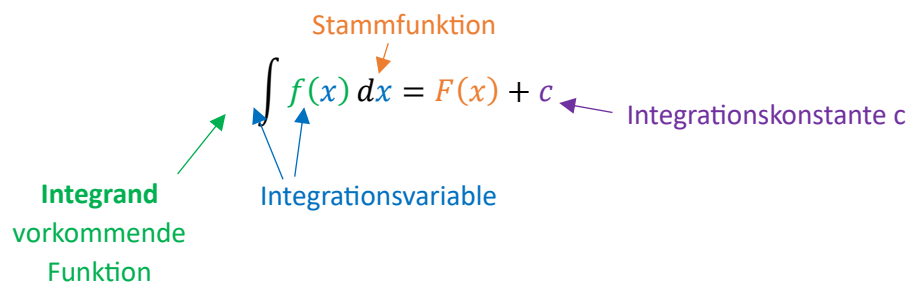 Stammfunktion
∫ f(x) dx = F(x) + c
Integrationskonstante c
Integrand
Integrationsvariable
vorkommende
Funktion